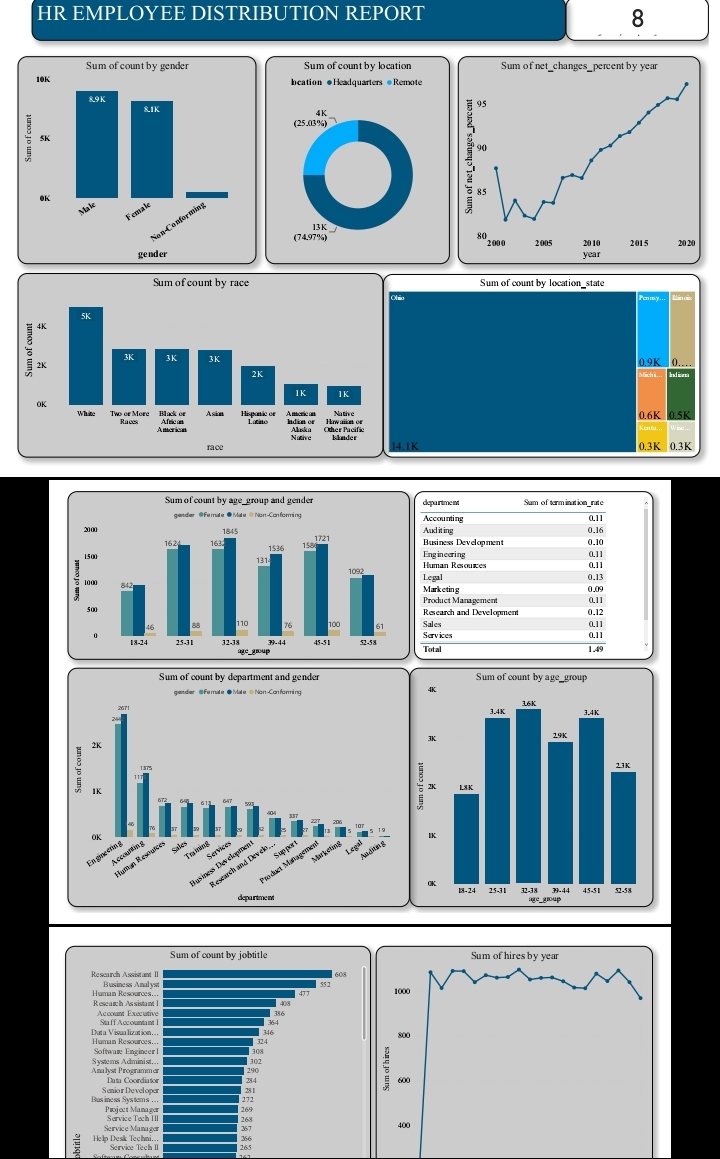 HR EMPLOYEE DISTRIBUTION REPORT
8
Sum of count by gender
10K
5K
0K
Sum of count
8.9K
8.1K
Male
Female
Non-Conforming
gender
Sum of count by location
location Headquarters Remote
4K
(25.03%)
13K
(74.97%)
Sum of net_changes_percent by year
Sum of net_changes_percent
95
90
85
80
2000 2005 2010 2015 2020
year
Sum of count by race
Sum of count
4K
2K
0K
5K 3K 3K 3K 2K 1K 1K
White
Two or More Races
Black or African American
Asian
Hispanic or Latino
American Indian or Alaska Native
Native Hawaiian or Other Pacific Islander
race
Sum of count by location_state
Ohio
14.1K
Pennsy...
0.9K
Illinois
0....
Michi...
0.6K
Indiana
0.5K
Kentu...
0.3K
Wisc...
0.3K
Sum of count by age_group and gender
gender Female Male Non-Conforming
Sum of count
2000
1500
1000
500
0
842 46
1624 88
1632 1845 110
1314 1536 76
1586 1721 100
1092 61
18-24 25-31 32-38 39-44 45-51 52-58
age_group
department Sum of termination_rate
Accounting 0.11
Auditing 0.16
Business Development 0.10
Engineering 0.11
Human Resources 0.11
Legal 0.13
Marketing 0.09
Product Management 0.11
Research and Development 0.12
Sales 0.11
Services 0.11
Total 1.49
Sum of count by department and gender
gender Female Male Non-Conforming
Sum of count
2K
1K
0K
2671 46
1375 76
672 37
648 39
613 37
647
593
404
337
227 13
206 5
107 5
19
Engineering
Accounting
Human Resources
Sales
Training
Services
Business Development
Research and Develo...
Support
Product Management
Marketing
Legal
Auditing
department
Sum of count by age_group
Sum of count
4K
3K
2K
1K
0K
1.8K 3.4K 3.6K 2.9K 3.4K 2.3K
18-24 25-31 32-38 39-44 45-51 52-58
age_group
Sum of count by jobtitle
Research Assistant II 608
Business Analyst 552
Human Resources... 477
Research Assistant I 408
Account Executive 386
Staff Accountant I 364
Data Visualization... 346
Human Resources... 324
Software Engineer I 308
Systems Administ... 302
Analyst Programmer 290
Data Coordinator 284
Senior Developer 281
Business Systems ... 272
Project Manager 269
Service Tech III 268
Service Manager 267
Help Desk Techni... 266
Service Tech II 265
Software Consultant 262
Sum of hires by year
Sum of hires
1000
800
600
400